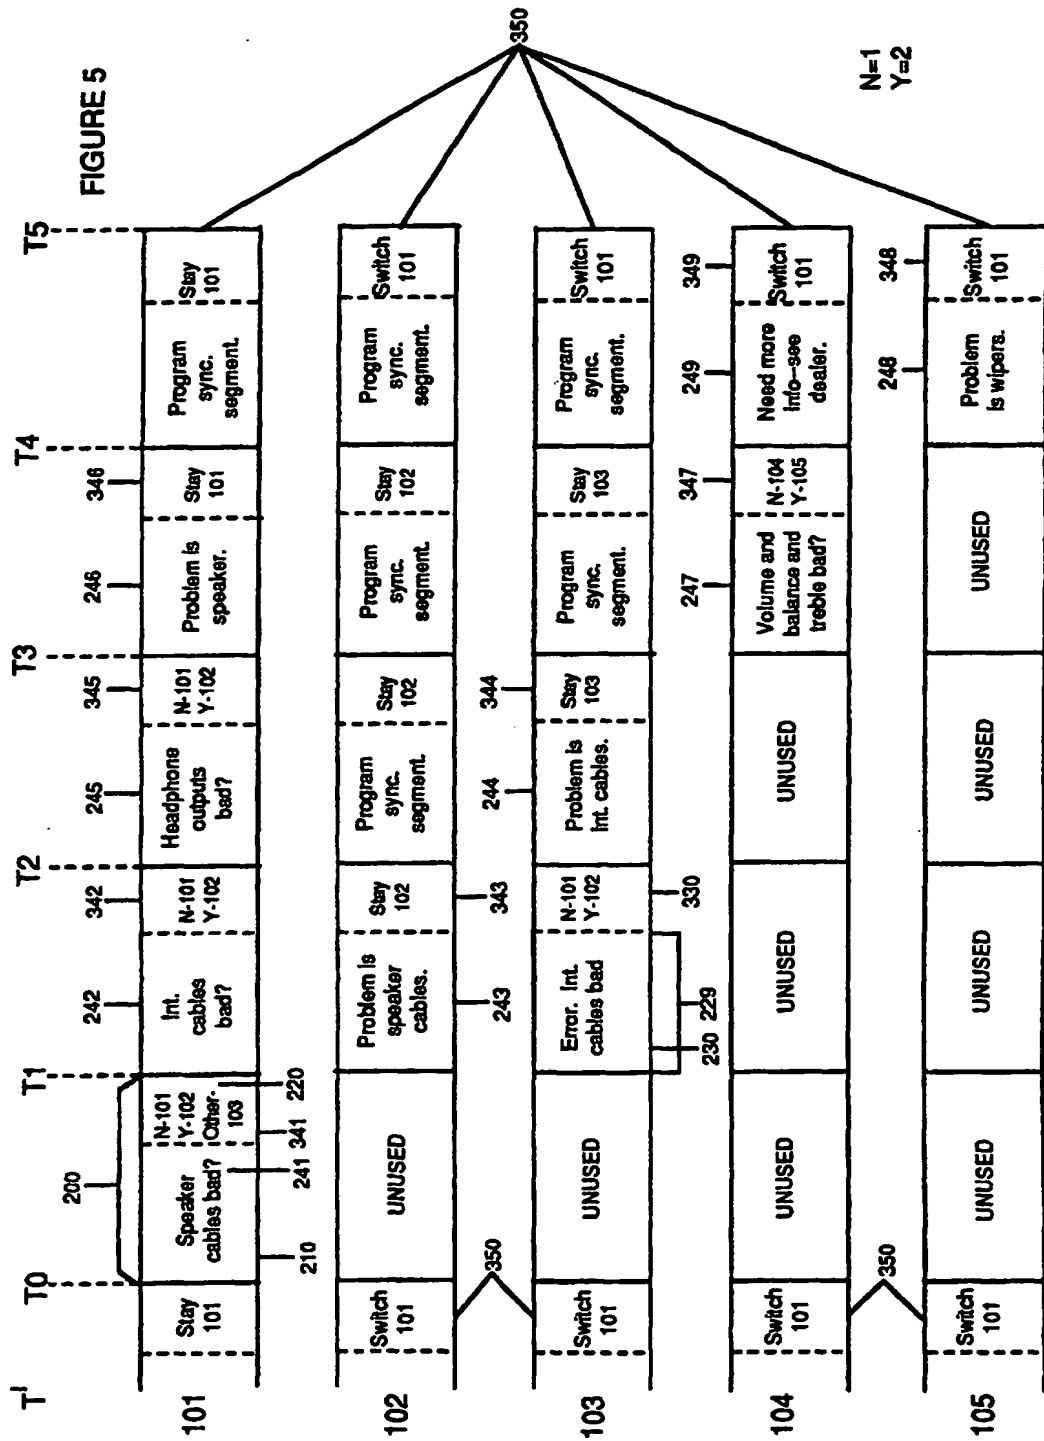 FIGURE 5
T'
T0
T1
T2
T3
T4
T5
200
242
342
245
345
246
346
101
Stay
101
Speaker
cables bad?
N-101
Y-102
Other-
103
Int.
cables
bad?
N-101
Y-102
Headphone
outputs
bad?
N-101
Y-102
Problem is
speaker.
Stay
101
Program
sync.
segment.
Stay
101
210
241
341
220
350
102
Switch
101
UNUSED
Problem is
speaker
cables.
Stay
102
Program
sync.
segment.
Stay
102
Program
sync.
segment.
Stay
102
Program
sync.
segment.
Switch
101
350
243
343
244
344
103
Switch
101
UNUSED
Error. Int.
cables bad
N-101
Y-102
Problem is
Int. cables.
Stay
103
Program
sync.
segment.
Stay
103
Program
sync.
segment.
Switch
101
230
229
330
247
347
249
349
104
Switch
101
UNUSED
UNUSED
UNUSED
Volume and
balance and
treble bad?
N-104
Y-105
Need more
info--see
dealer.
Switch
101
350
248
348
105
Switch
101
UNUSED
UNUSED
UNUSED
UNUSED
Problem
is wipers.
Switch
101
N=1
Y=2